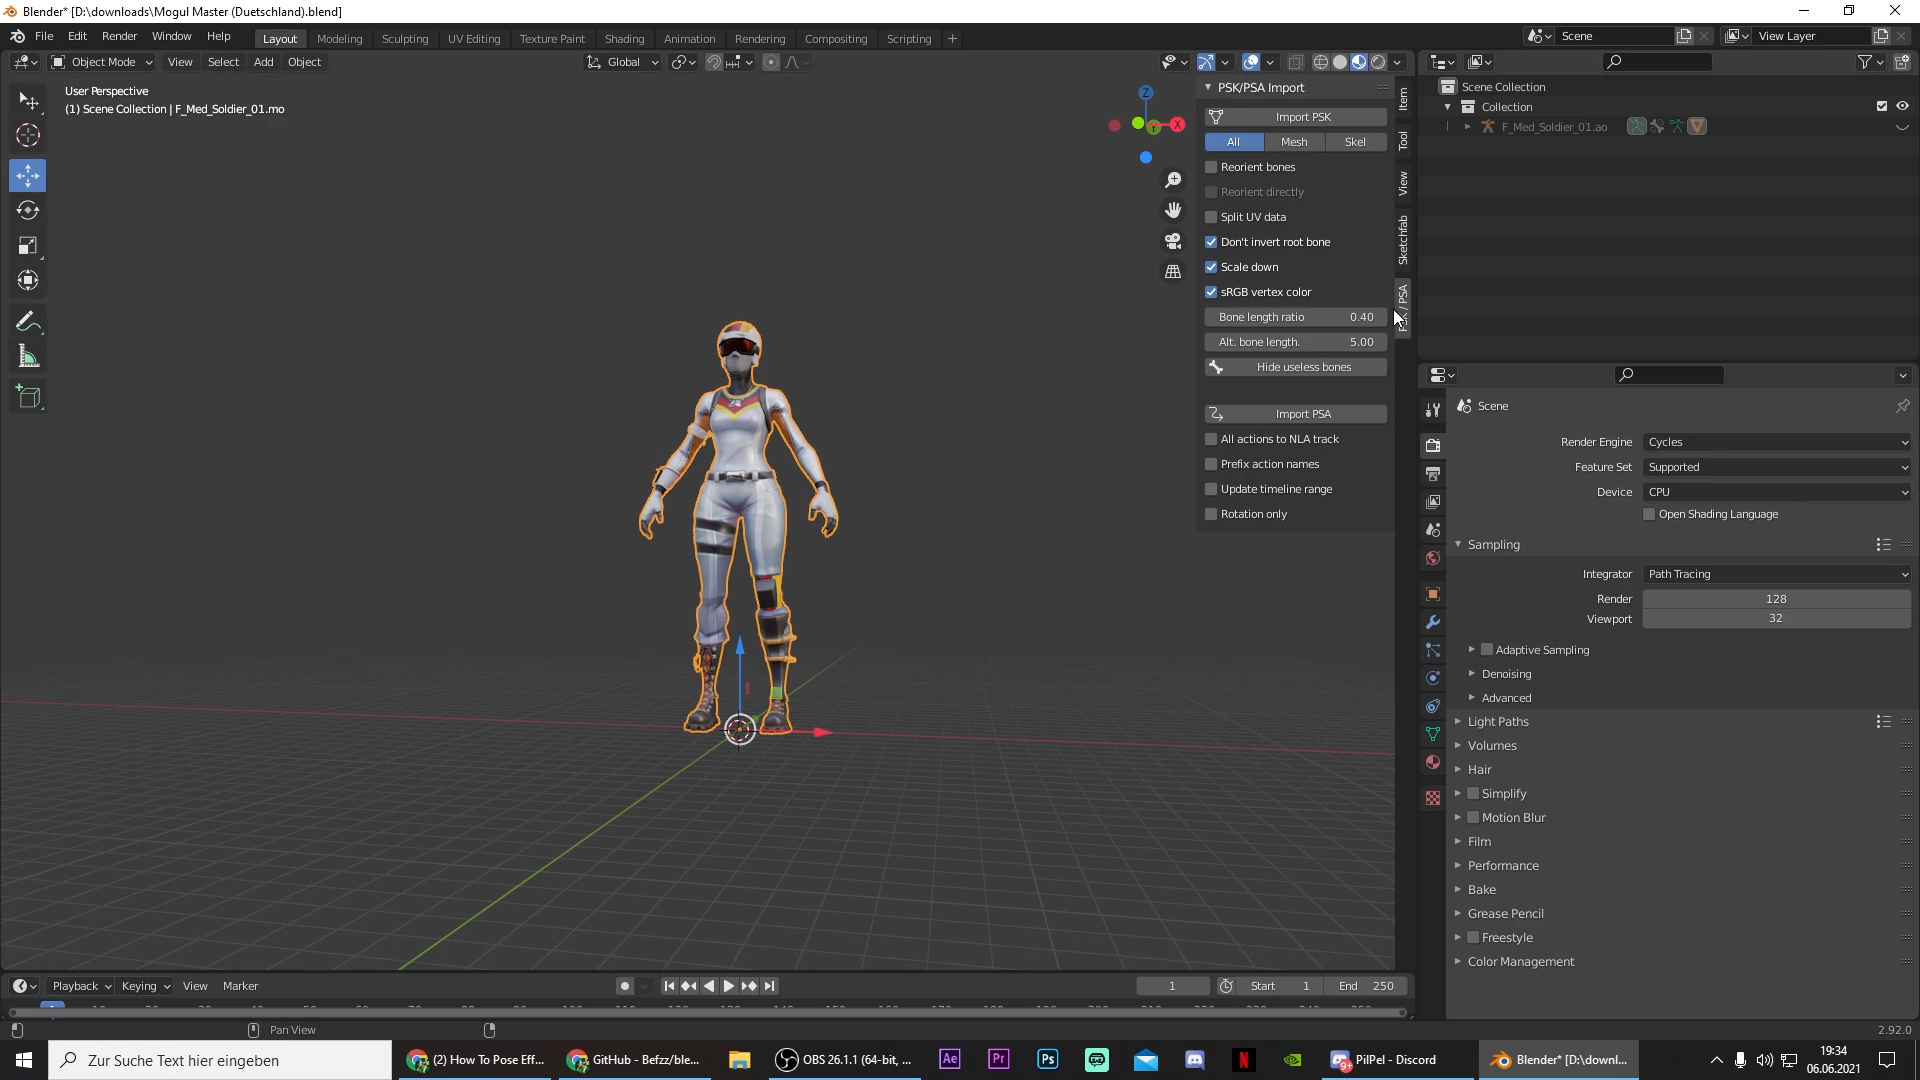 Blender* [D:\downloads\Mogul Master (Duetschland).blend]
File Edit Render Window Help Layout Modeling Sculpting UV Editing Texture Paint Shading Animation Rendering Compositing Scripting + Scene View Layer
Object Mode View Select Add Object Global
User Perspective
(1) Scene Collection | F_Med_Soldier_01.mo
Z
Y
X
PSK/PSA Import
Import PSK
All Mesh Skel
Reorient bones
Reorient directly
Split UV data
Don't invert root bone
Scale down
sRGB vertex color
Bone length ratio 0.40
Alt. bone length. 5.00
Hide useless bones
Import PSA
All actions to NLA track
Prefix action names
Update timeline range
Rotation only
Item
Tool
View
Sketchfab
Scene Collection
Collection
F_Med_Soldier_01.ao
Scene
Render Engine Cycles
Feature Set Supported
Device CPU
Open Shading Language
Sampling
Integrator Path Tracing
Render 128
Viewport 32
Adaptive Sampling
Denoising
Advanced
Light Paths
Volumes
Hair
Simplify
Motion Blur
Film
Performance
Bake
Grease Pencil
Freestyle
Color Management
Playback Keying View Marker 1 Start 1 End 250
Pan View
2.92.0
Zur Suche Text hier eingeben
(2) How To Pose Eff...
GitHub - Befzz/ble...
OBS 26.1.1 (64-bit, ...
Ae
Pr
Ps
N
9+
PilPel - Discord
Blender* [D:\downl...
19:34
06.06.2021